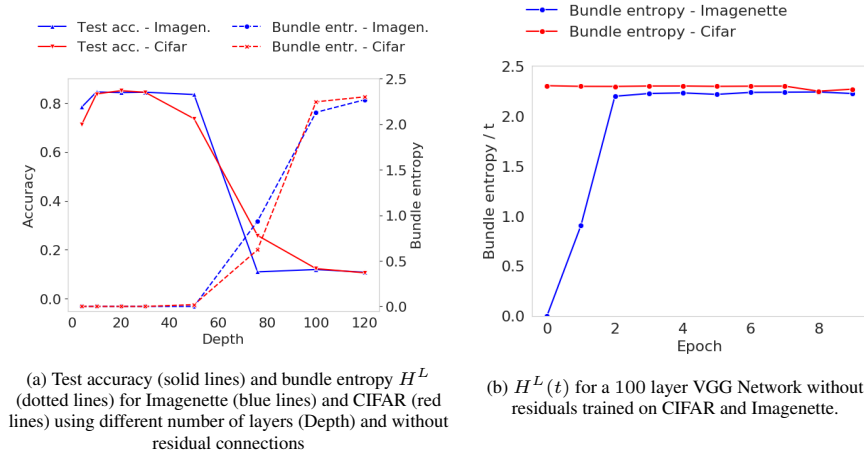 Test acc. - Imagen.
Test acc. - Cifar
Bundle entr. - Imagen.
Bundle entr. - Cifar
0.8
0.6
0.4
0.2
0.0
Accuracy
2.5
2.0
1.5
1.0
0.5
0.0
Bundle entropy
0 20 40 60 80 100 120
Depth
(a) Test accuracy (solid lines) and bundle entropy H^L
(dotted lines) for Imagenette (blue lines) and CIFAR (red
lines) using different number of layers (Depth) and without
residual connections
Bundle entropy - Imagenette
Bundle entropy - Cifar
2.5
2.0
1.5
1.0
0.5
0.0
Bundle entropy / t
0 2 4 6 8
Epoch
(b) H^L(t) for a 100 layer VGG Network without
residuals trained on CIFAR and Imagenette.